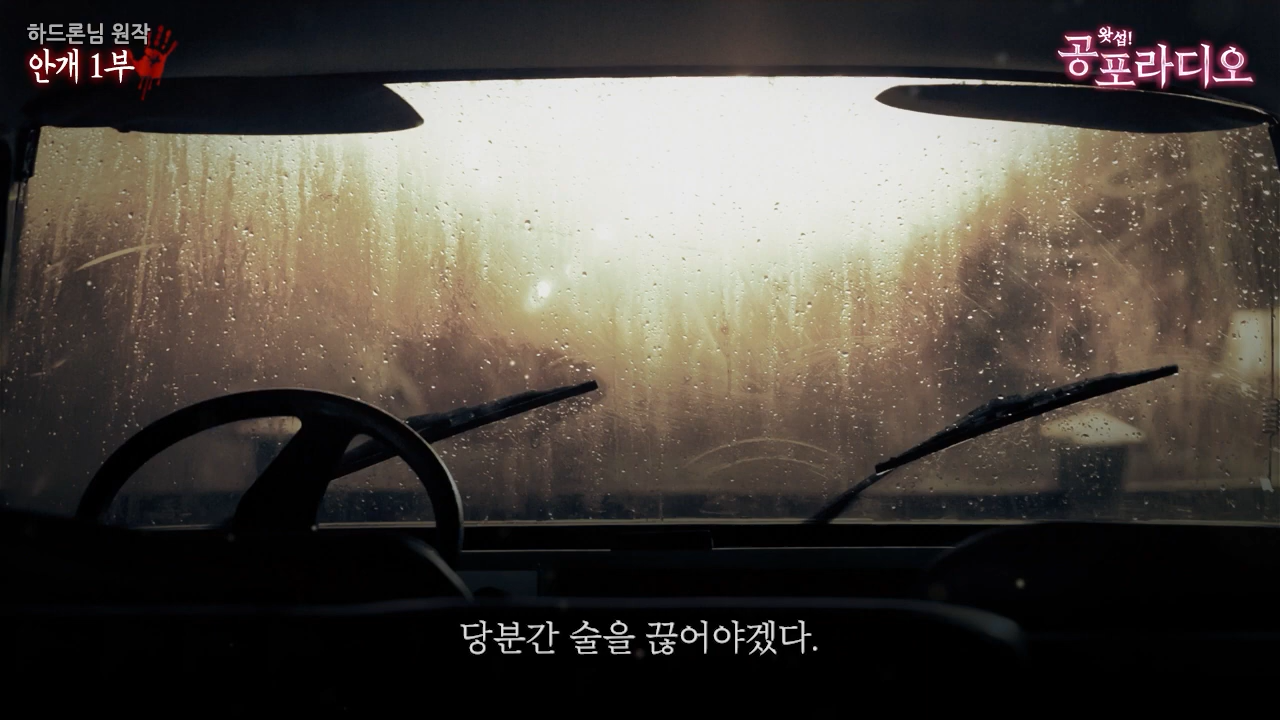 하드론님 원작
안개 1부
왓섭!
공포라디오
당분간 술을 끊어야겠다.